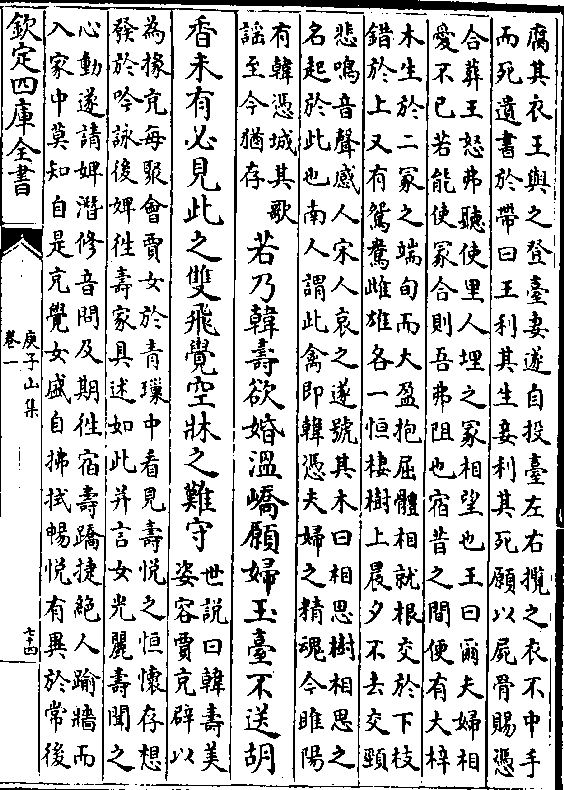 腐其衣王與之登臺妻遂自投臺左右攬之衣不中手
而死遺書於帶曰王利其生妾利其死願以屍骨賜憑
合葬王怒弗聽使里人埋之冢相望也王曰爾夫婦相
愛不已若能使冢合則吾弗阻也宿昔之間便有大梓
木生於二冢之端旬而大盈抱屈體相就根交於下枝
錯於上又有鴛鴦雌雄各一恒棲樹上晨夕不去交頸
悲鳴音聲感人宋人哀之遂號其木曰相思樹相思之
名起於此也南人謂此禽即韓憑夫婦之精魂今睢陽
有韓憑城其歌
謡至今猶存
若乃韓壽欲婚溫嶠願婦玉臺不送胡
香未有必見此之雙飛覺空牀之難守
世說曰韓壽美
姿容賈充辟以
為掾充每聚會賈女於青璅中看見壽悅之恒懷存想
發於吟詠後婢往壽家具述如此并言女光麗壽聞之
心動遂請婢潛修音問及期往宿壽蹻捷絶人踰牆而
入家中莫知自是充覺女盛自拂拭暢悅有異於常後
欽定四庫全書
庚子山集
卷一